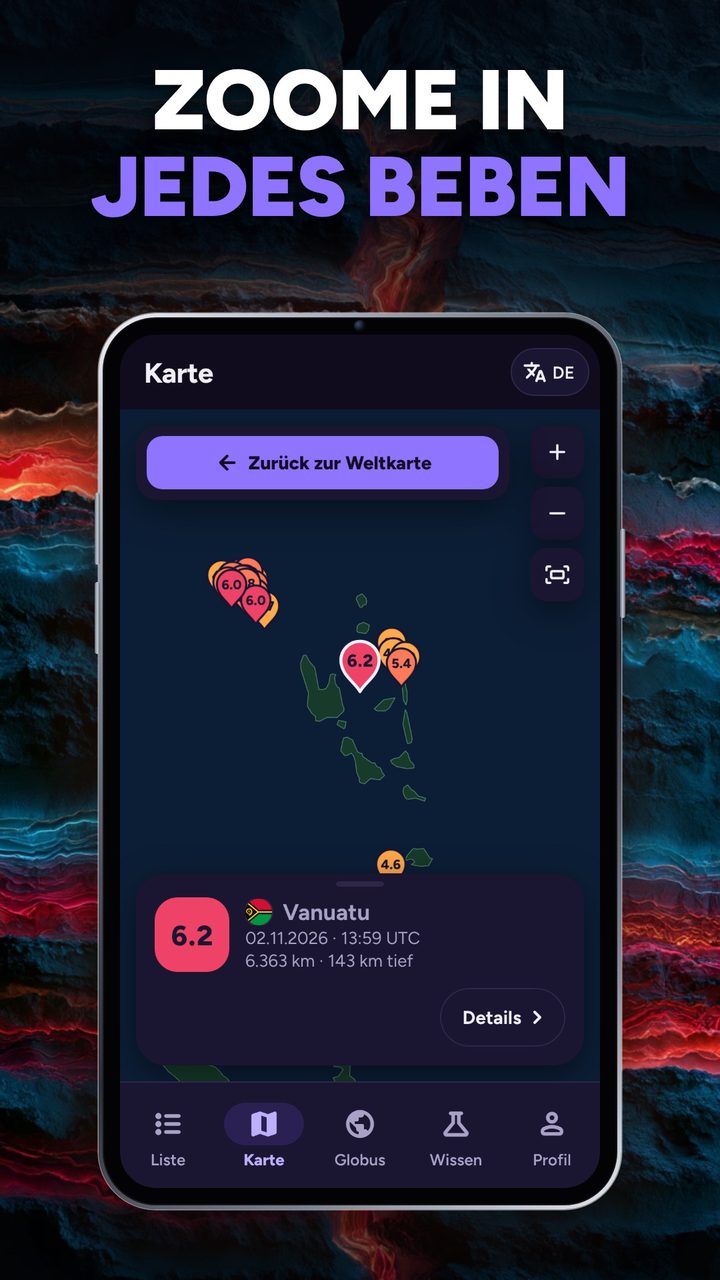 ZOOME IN
JEDES BEBEN
Karte
DE
← Zurück zur Weltkarte
+
−
6.0
6.0
6.2
5.4
4.6
6.2
Vanuatu
02.11.2026 · 13:59 UTC
6.363 km · 143 km tief
Details
Liste
Karte
Globus
Wissen
Profil